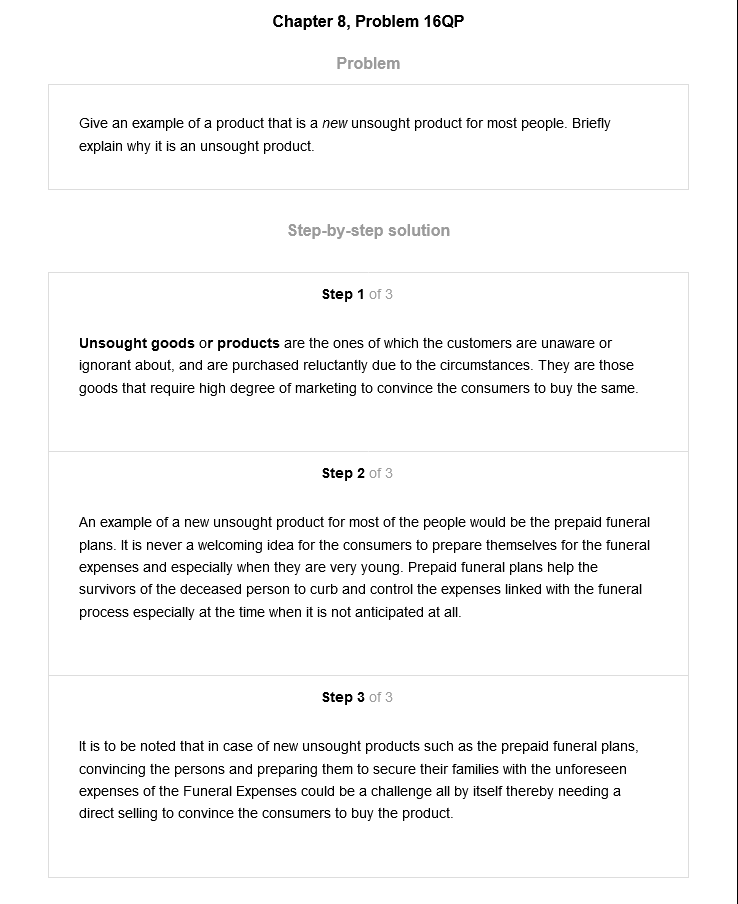 Chapter 8, Problem 16QP
Problem
Give an example of a product that is a new unsought product for most people. Briefly
explain why it is an unsought product.
Step-by-step solution
Step 1 of 3
Unsought goods or products are the ones of which the customers are unaware or
ignorant about, and are purchased reluctantly due to the circumstances. They are those
goods that require high degree of marketing to convince the consumers to buy the same.
Step 2 of 3
An example of a new unsought product for most of the people would be the prepaid funeral
plans. It is never a welcoming idea for the consumers to prepare themselves for the funeral
expenses and especially when they are very young. Prepaid funeral plans help the
survivors of the deceased person to curb and control the expenses linked with the funeral
process especially at the time when it is not anticipated at all.
Step 3 of 3
It is to be noted that in case of new unsought products such as the prepaid funeral plans,
convincing the persons and preparing them to secure their families with the unforeseen
expenses of the Funeral Expenses could be a challenge all by itself thereby needing a
direct selling to convince the consumers to buy the product.